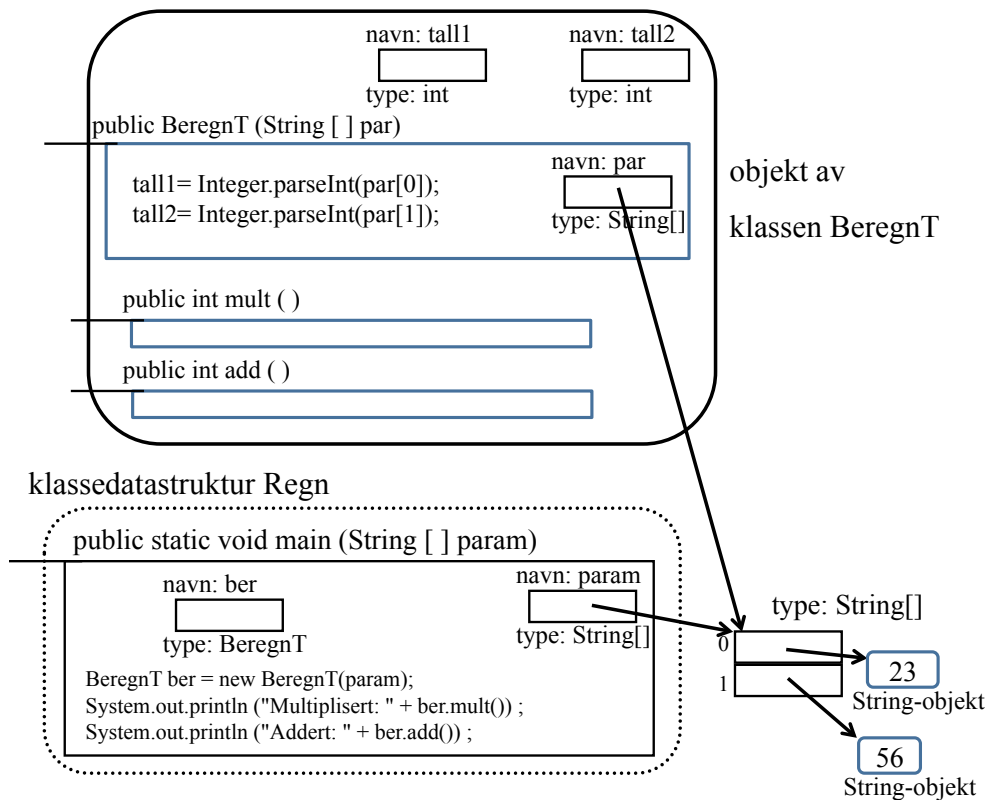 navn: tall1
navn: tall2
type: int
type: int
public BeregnT (String [ ] par)
navn: par
tall1= Integer.parseInt(par[0]);
tall2= Integer.parseInt(par[1]);
type: String[]
objekt av
klassen BeregnT
public int mult ( )
public int add ( )
klassedatastruktur Regn
public static void main (String [ ] param)
navn: ber
navn: param
type: BeregnT
type: String[]
BeregnT ber = new BeregnT(param);
System.out.println ("Multiplisert: " + ber.mult()) ;
System.out.println ("Addert: " + ber.add()) ;
type: String[]
0
1
23
String-objekt
56
String-objekt